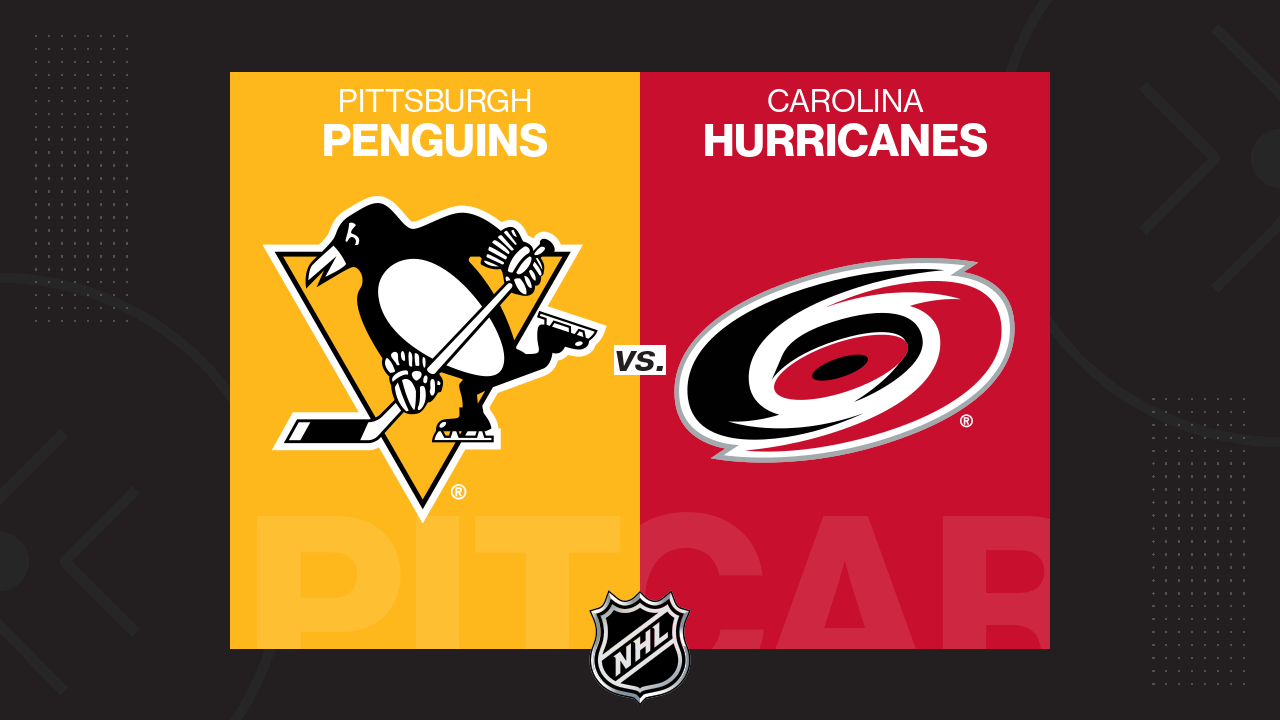 PITTSBURGH
PENGUINS
CAROLINA
HURRICANES
vs.
®
®
PIT
CAR
NHL